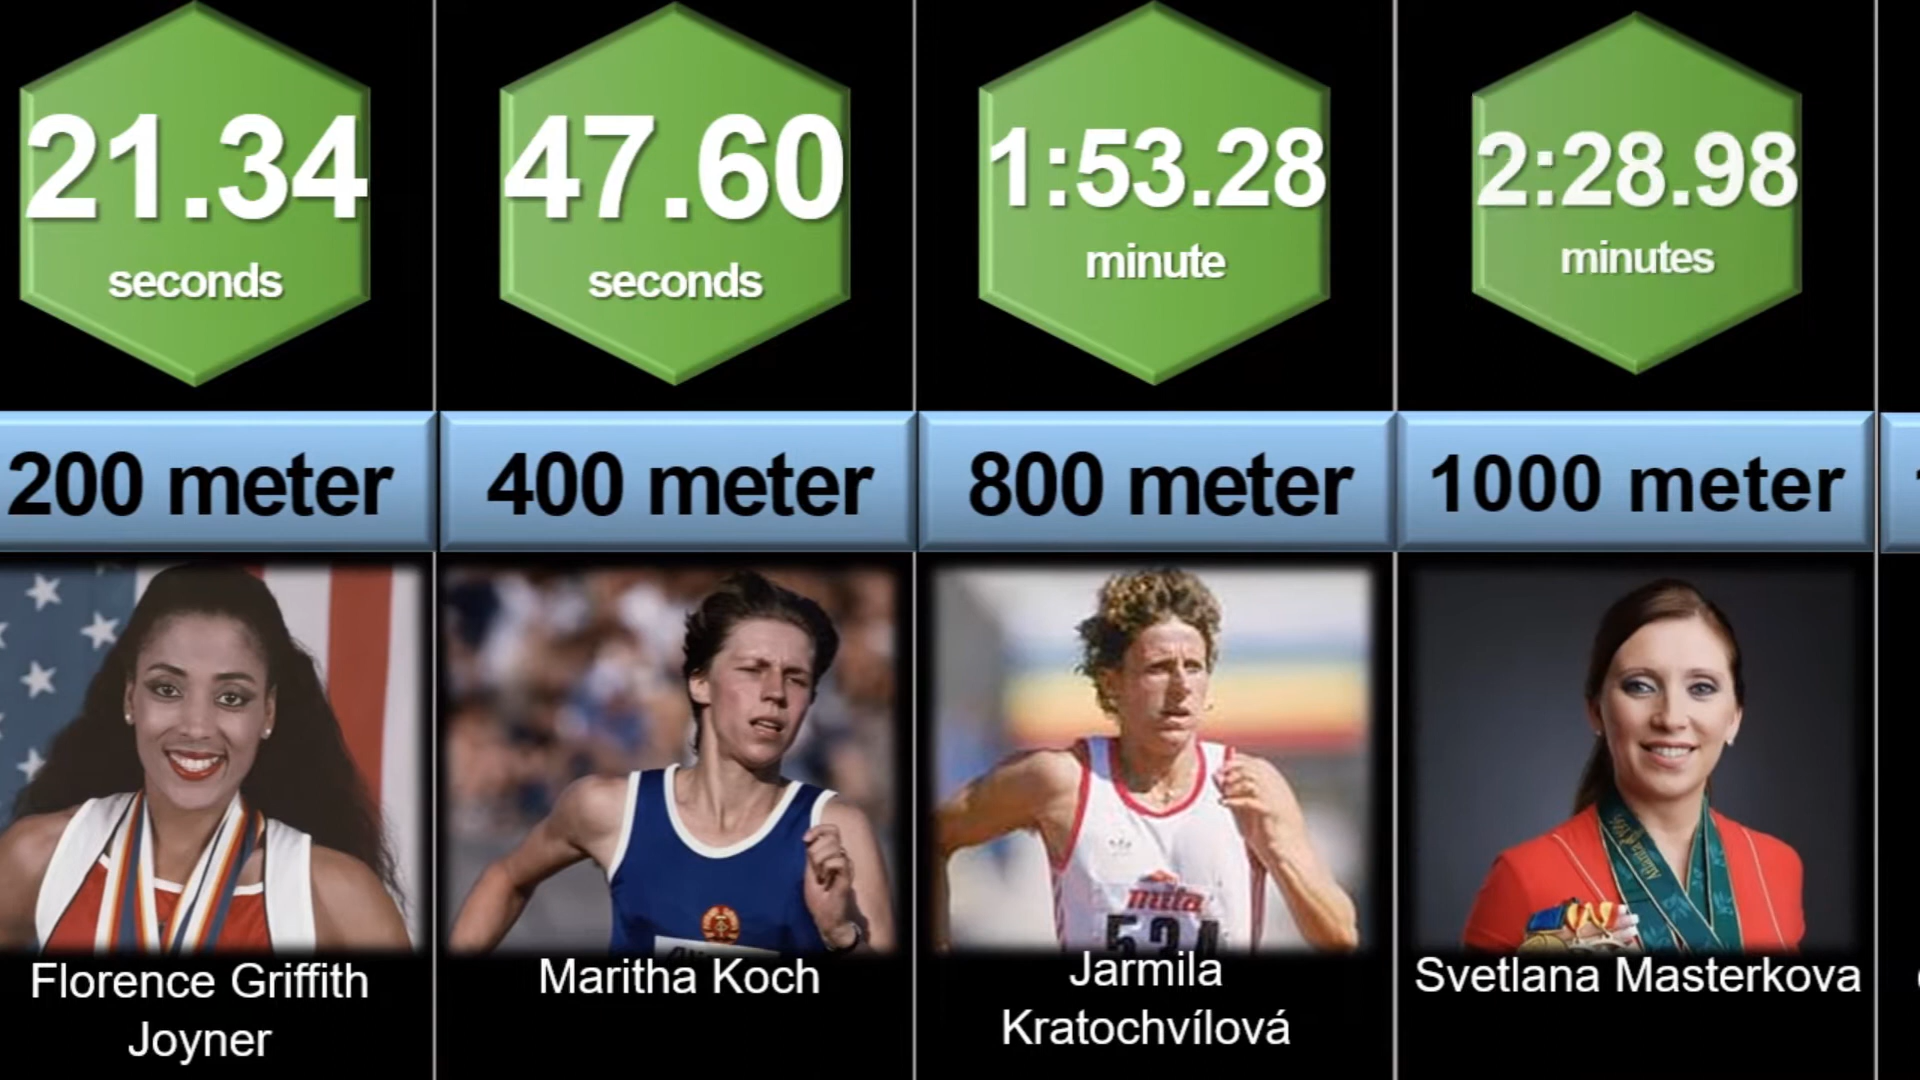 21.34
seconds
200 meter
Florence Griffith
Joyner
47.60
seconds
400 meter
Maritha Koch
1:53.28
minute
800 meter
mita
Jarmila
Kratochvílová
2:28.98
minutes
1000 meter
Svetlana Masterkova